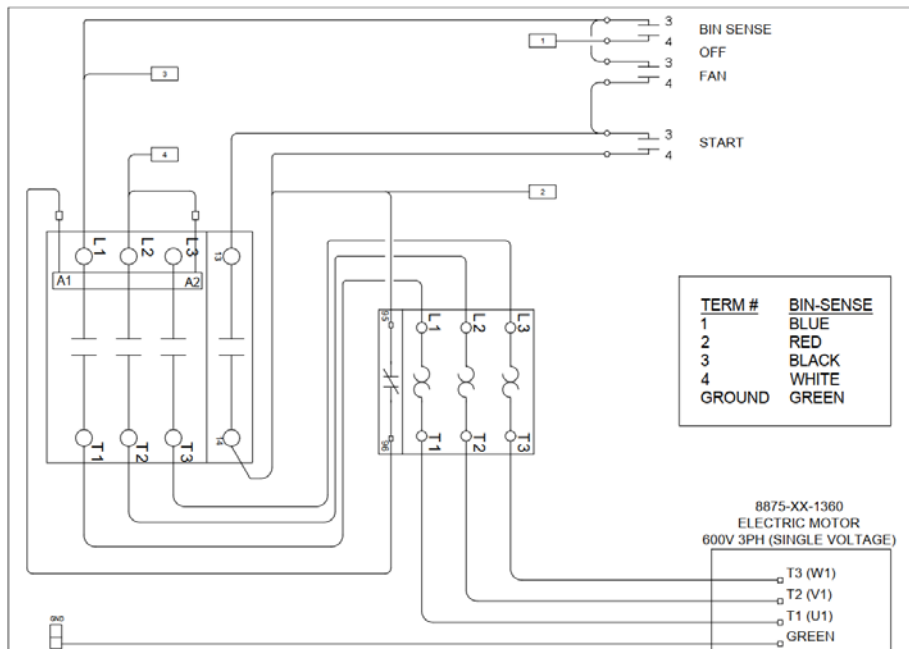 3
BIN SENSE
1
4
OFF
3
3
FAN
4
3
START
4
4
2
L1
L2
L3
13
A1
A2
95
L1
L2
L3
TERM # BIN-SENSE
1 BLUE
2 RED
3 BLACK
4 WHITE
GROUND GREEN
T1
T2
T3
14
96
T1
T2
T3
8875-XX-1360
ELECTRIC MOTOR
600V 3PH (SINGLE VOLTAGE)
T3 (W1)
T2 (V1)
T1 (U1)
GND
GREEN